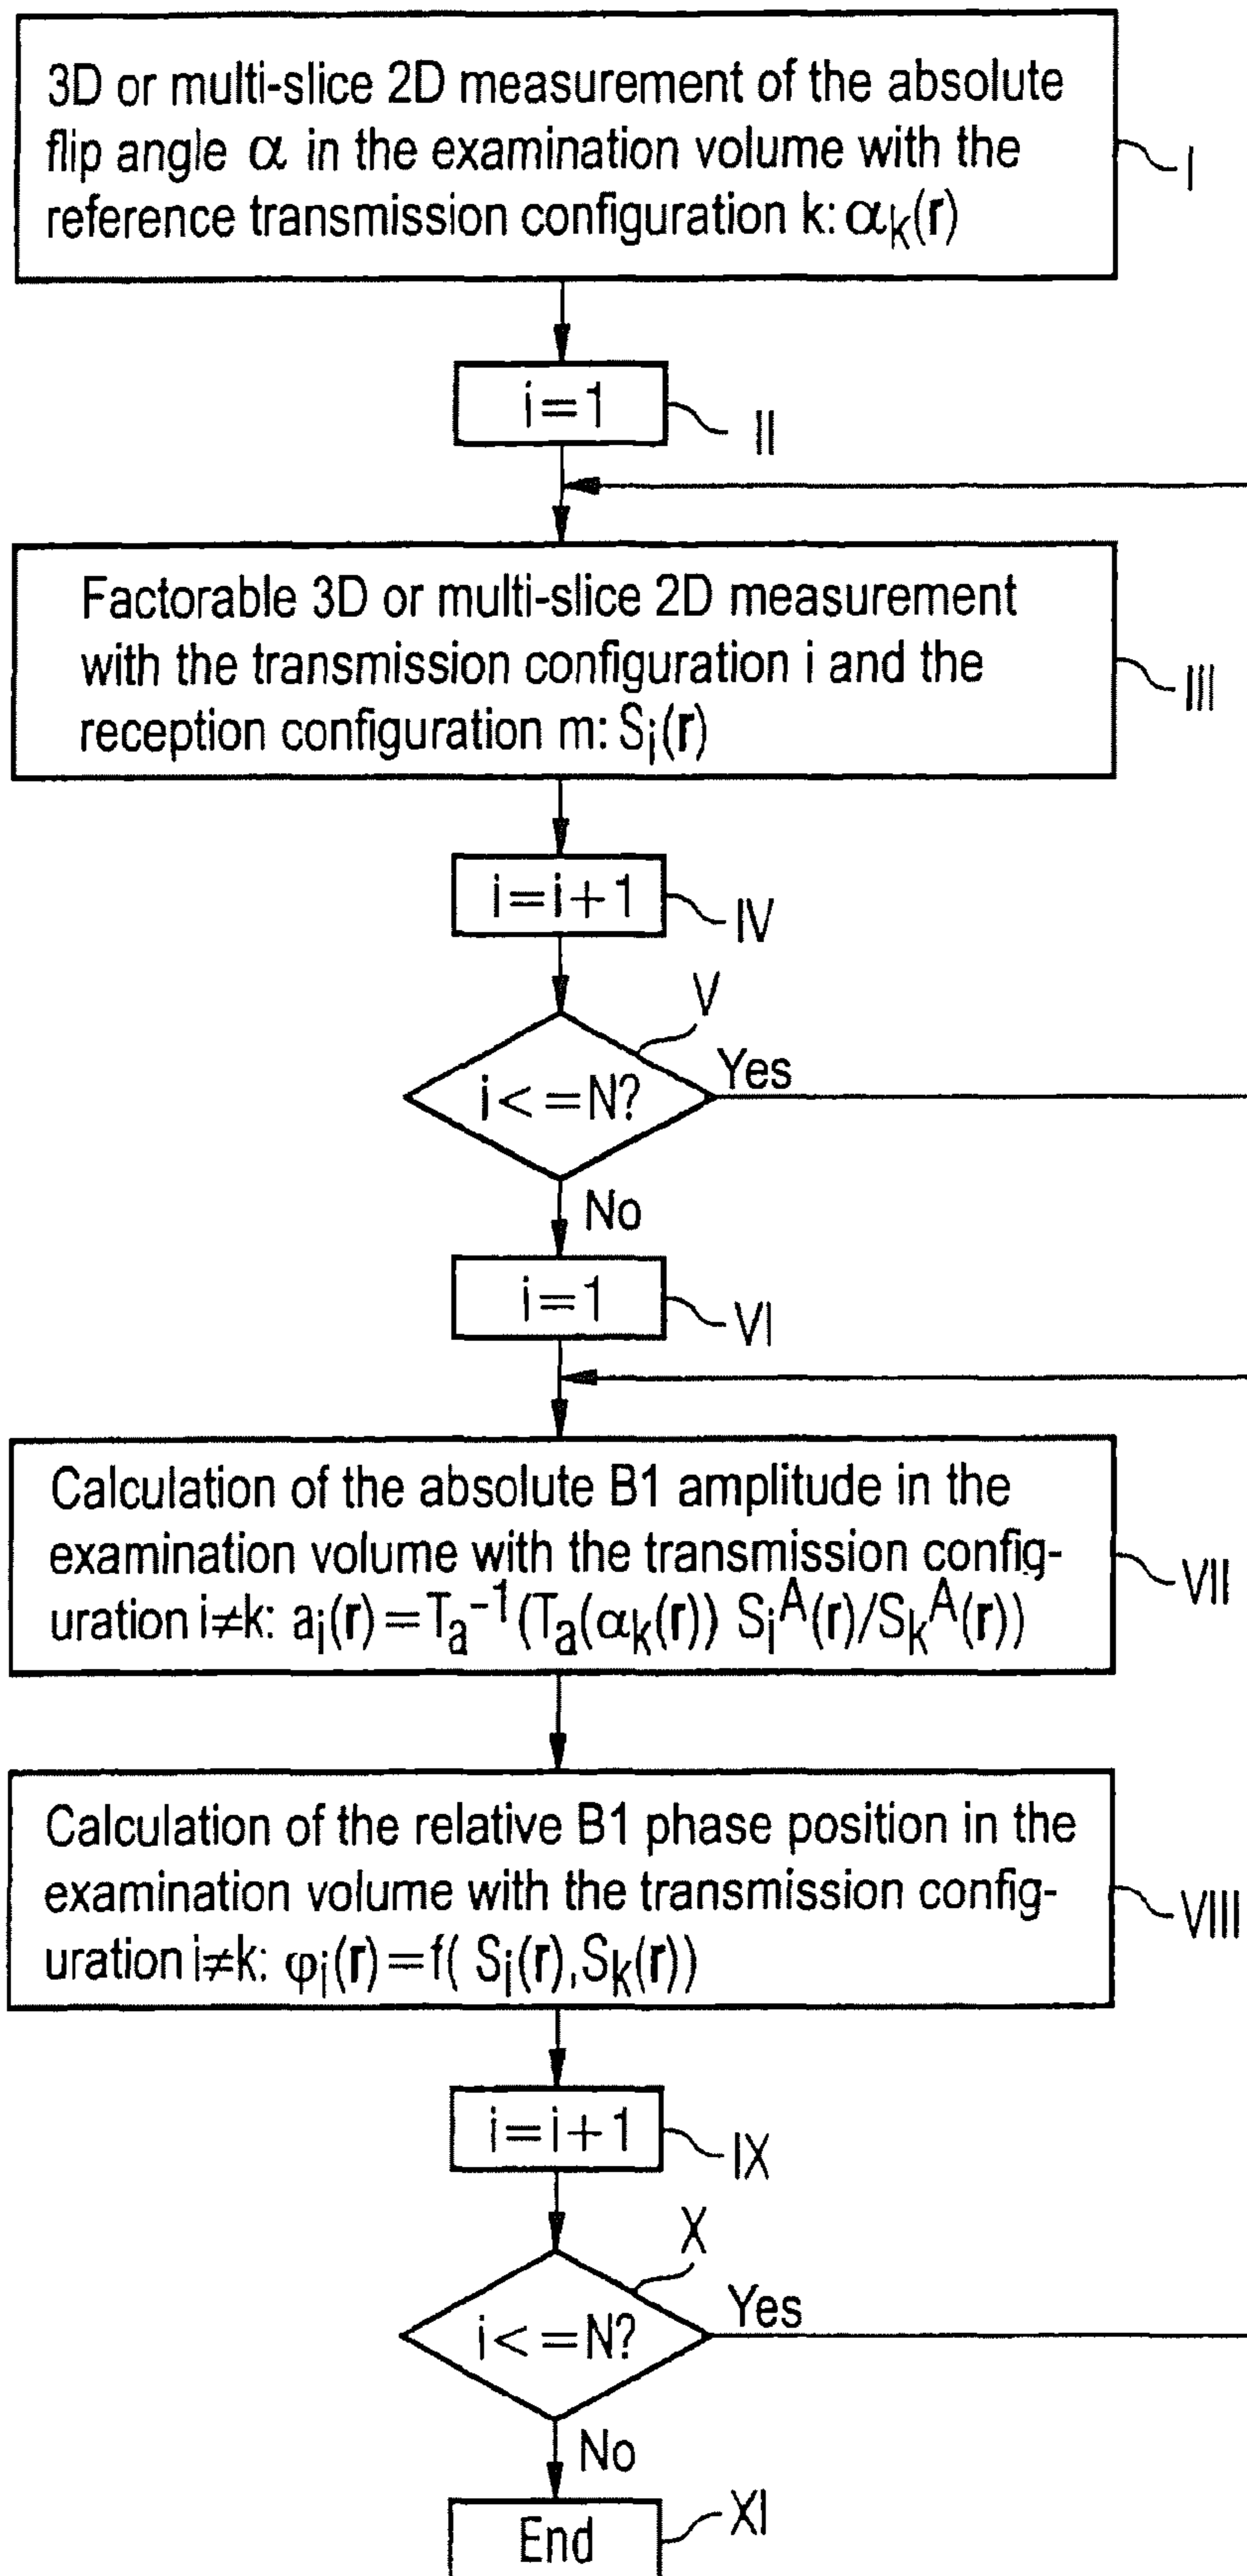 3D or multi-slice 2D measurement of the absolute
flip angle α in the examination volume with the
reference transmission configuration k: αk(r)
I
i=1
II
Factorable 3D or multi-slice 2D measurement
with the transmission configuration i and the
reception configuration m: Si(r)
III
i=i+1
IV
V
i<=N?
Yes
No
i=1
VI
Calculation of the absolute B1 amplitude in the
examination volume with the transmission config-
uration i≠k: ai(r)=Ta⁻¹(Ta(αk(r)) SiᴬA(r)/Skᴬ(r))
VII
Calculation of the relative B1 phase position in the
examination volume with the transmission config-
uration i≠k: φi(r)=f( Si(r),Sk(r))
VIII
i=i+1
IX
X
i<=N?
Yes
No
End
XI